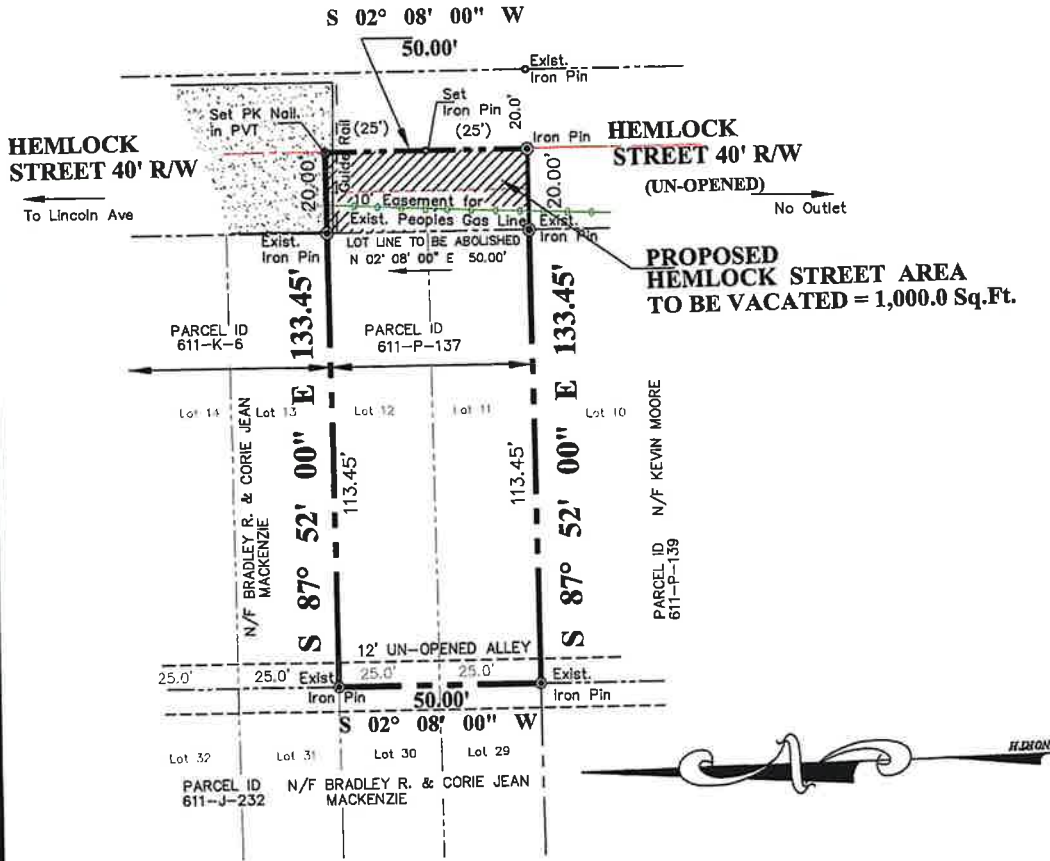 S 02° 08' 00" W
50.00'
Exist.
Iron Pin
Set
Iron Pin
20.0'
Set PK Nail.
in PVT
(25')
(25')
Iron Pin
HEMLOCK
STREET 40' R/W
HEMLOCK
STREET 40' R/W
(UN-OPENED)
To Lincoln Ave
No Outlet
20.00'
Guide Rail
20.00'
10' Easement for
Exist. Peoples Gas Line
Exist.
Iron Pin
Exist.
Iron Pin
LOT LINE TO BE ABOLISHED
N 02° 08' 00" E 50.00'
PROPOSED
HEMLOCK STREET AREA
TO BE VACATED = 1,000.0 Sq.Ft.
PARCEL ID
611-K-6
PARCEL ID
611-P-137
Lot 14
Lot 13
Lot 12
Lot 11
Lot 10
N/F BRADLEY R. & CORIE JEAN
MACKENZIE
S 87° 52' 00" E 133.45'
113.45'
113.45'
S 87° 52' 00" E 133.45'
PARCEL ID
611-P-139
N/F KEVIN MOORE
12' UN-OPENED ALLEY
25.0'
25.0'
25.0'
25.0'
Exist.
Iron Pin
Exist.
Iron Pin
50.00'
S 02° 08' 00" W
Lot 32
Lot 31
Lot 30
Lot 29
PARCEL ID
611-J-232
N/F BRADLEY R. & CORIE JEAN
MACKENZIE
N